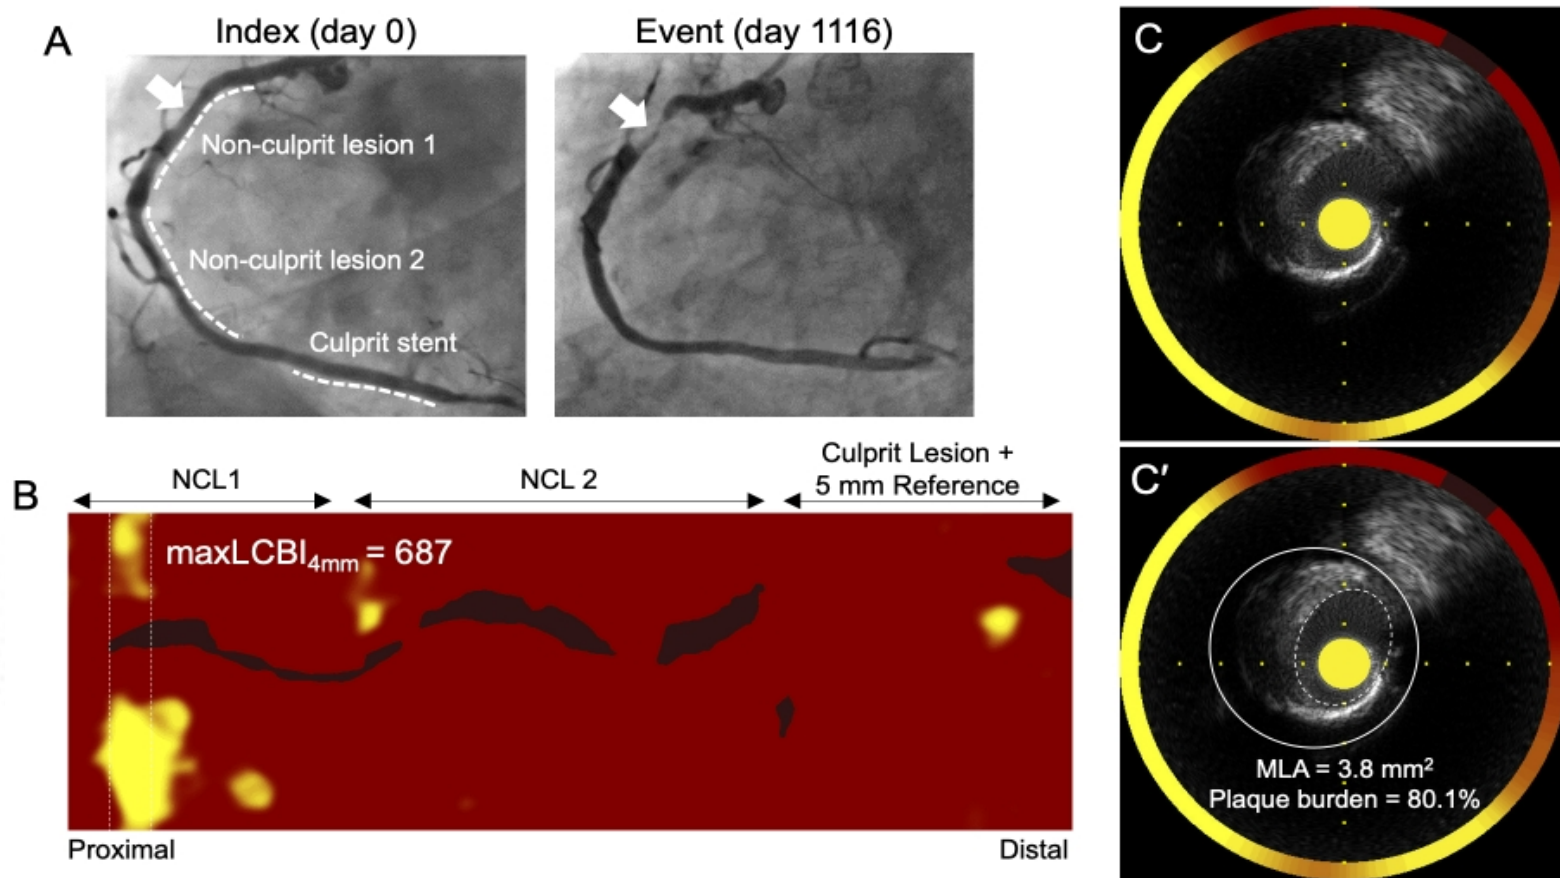 A
Index (day 0)
Event (day 1116)
Non-culprit lesion 1
Non-culprit lesion 2
Culprit stent
B
NCL1
NCL 2
Culprit Lesion +
5 mm Reference
maxLCBI4mm = 687
Proximal
Distal
C
C′
MLA = 3.8 mm²
Plaque burden = 80.1%